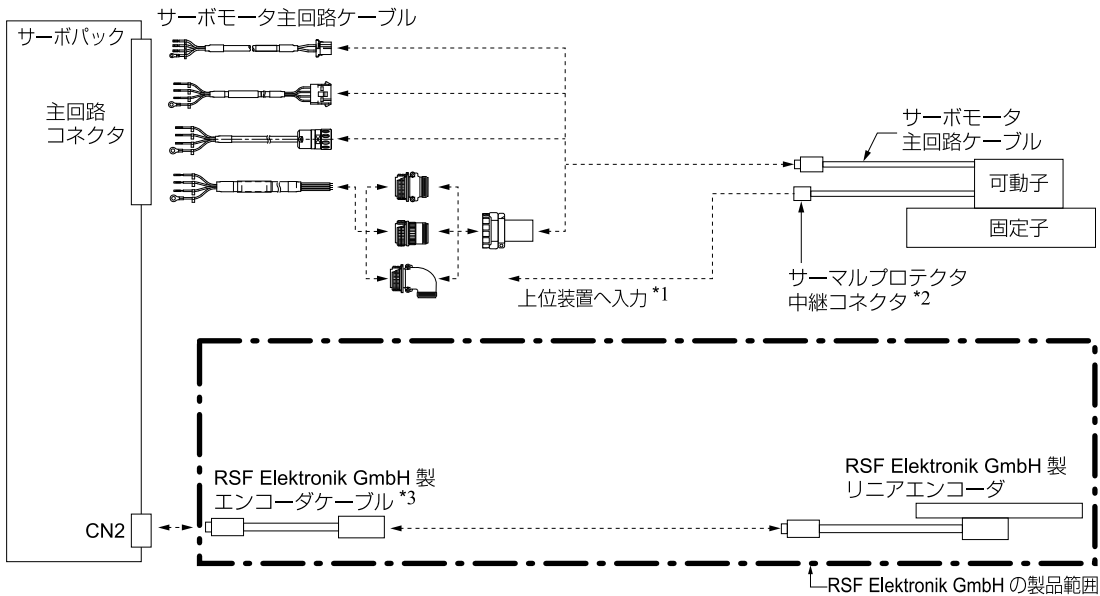 サーボモータ主回路ケーブル
サーボパック
主回路
コネクタ
サーボモータ
主回路ケーブル
可動子
固定子
サーマルプロテクタ
中継コネクタ *2
上位装置へ入力 *1
RSF Elektronik GmbH 製
エンコーダケーブル *3
RSF Elektronik GmbH 製
リニアエンコーダ
CN2
RSF Elektronik GmbH の製品範囲